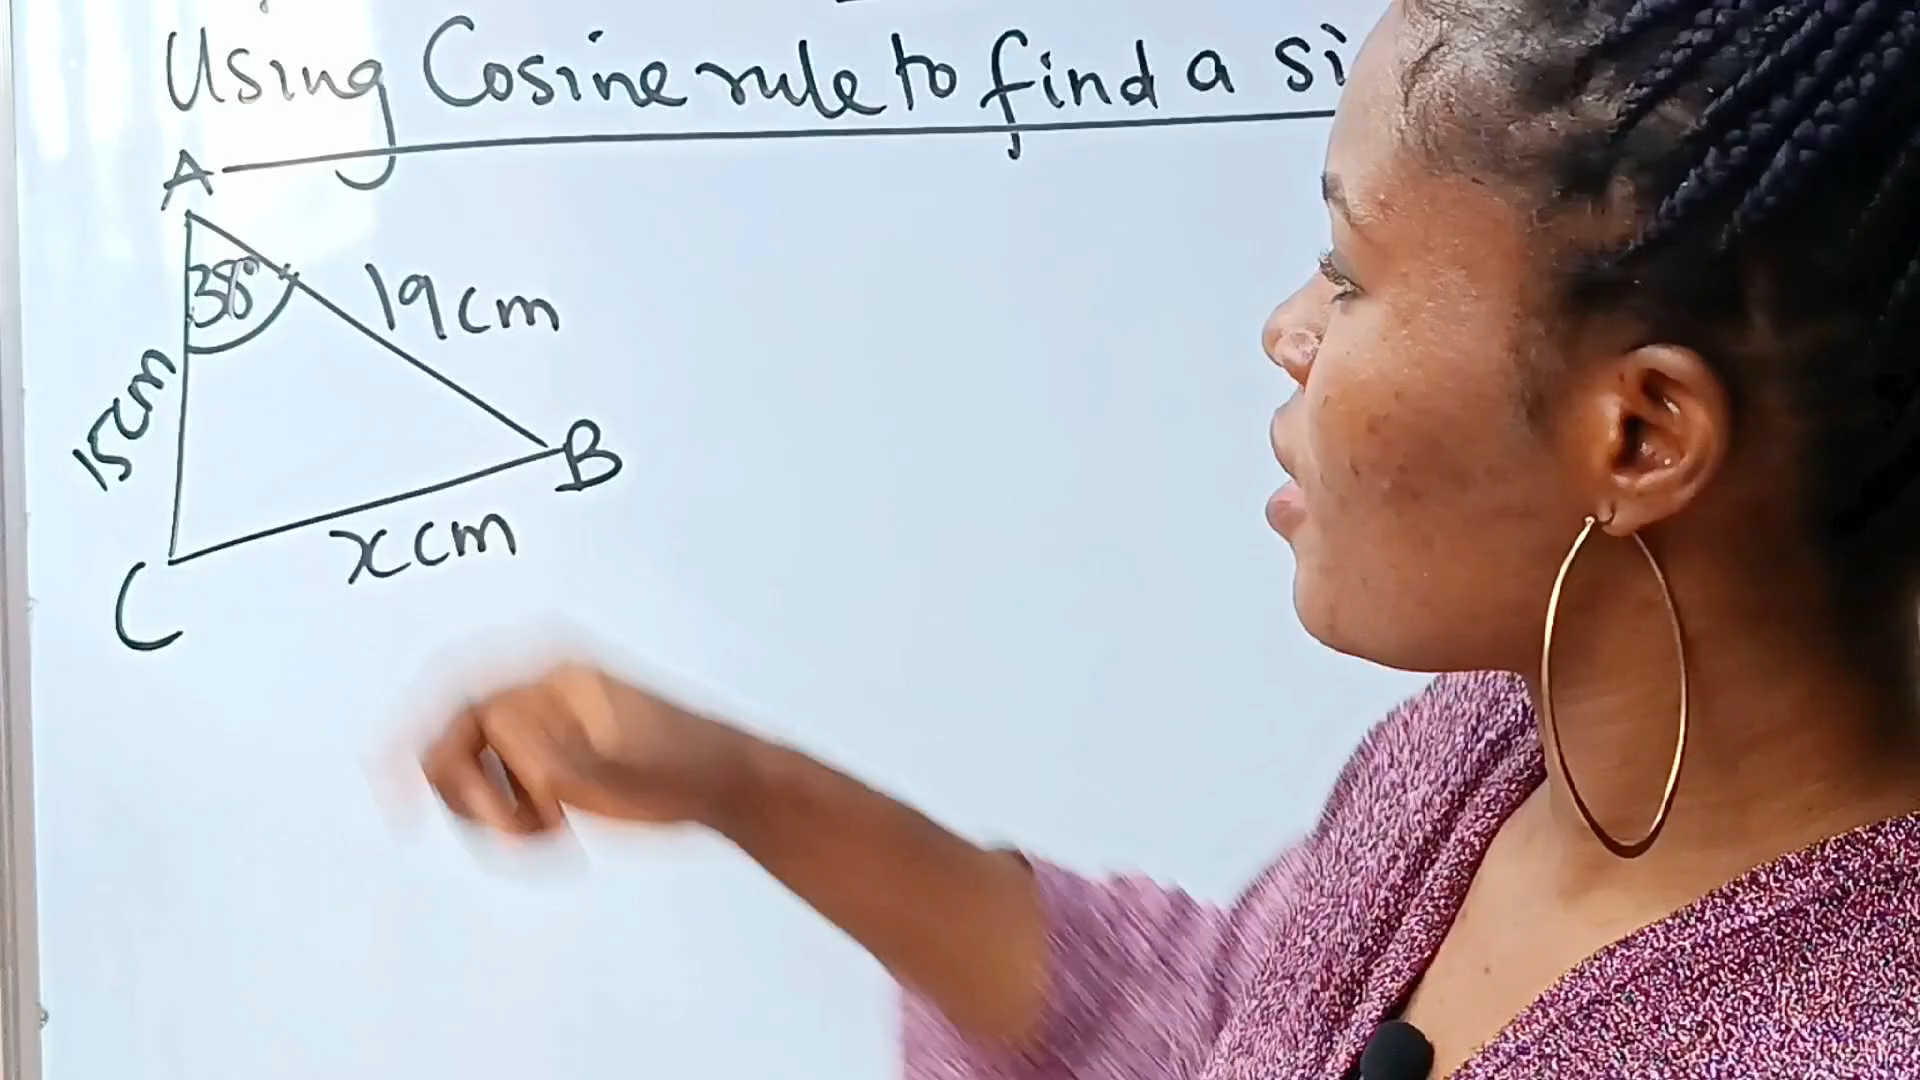 Using Cosine rule to find a si
A
38°
19cm
15cm
B
xcm
C